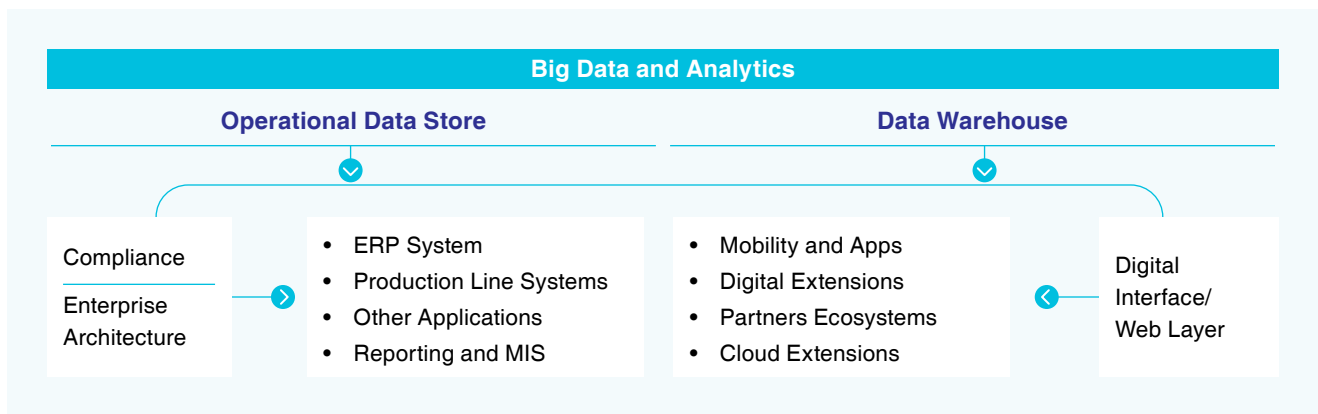 Big Data and Analytics
Operational Data Store
Data Warehouse
Compliance
Enterprise
Architecture
• ERP System
• Production Line Systems
• Other Applications
• Reporting and MIS
• Mobility and Apps
• Digital Extensions
• Partners Ecosystems
• Cloud Extensions
Digital
Interface/
Web Layer